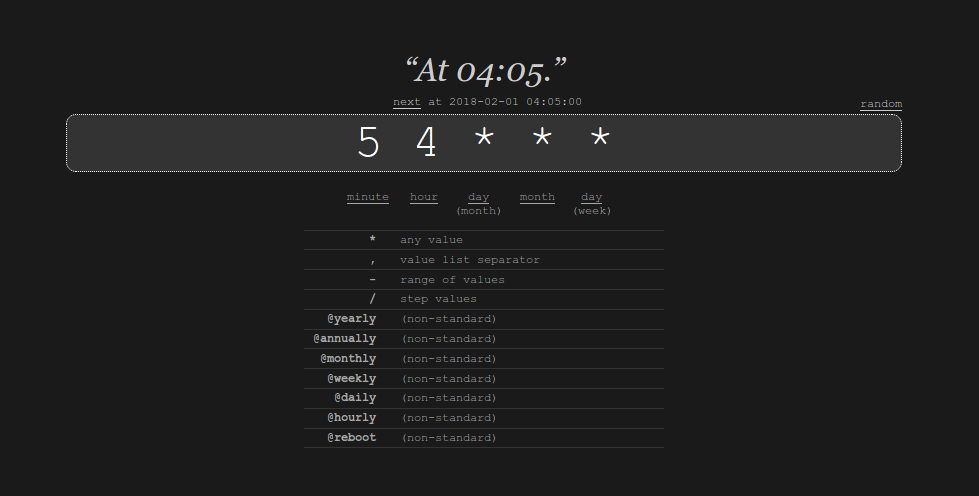 “At 04:05.”
next at 2018-02-01 04:05:00
random
5 4 * * *
minute hour day month day
(month) (week)
* any value
, value list separator
- range of values
/ step values
@yearly (non-standard)
@annually (non-standard)
@monthly (non-standard)
@weekly (non-standard)
@daily (non-standard)
@hourly (non-standard)
@reboot (non-standard)